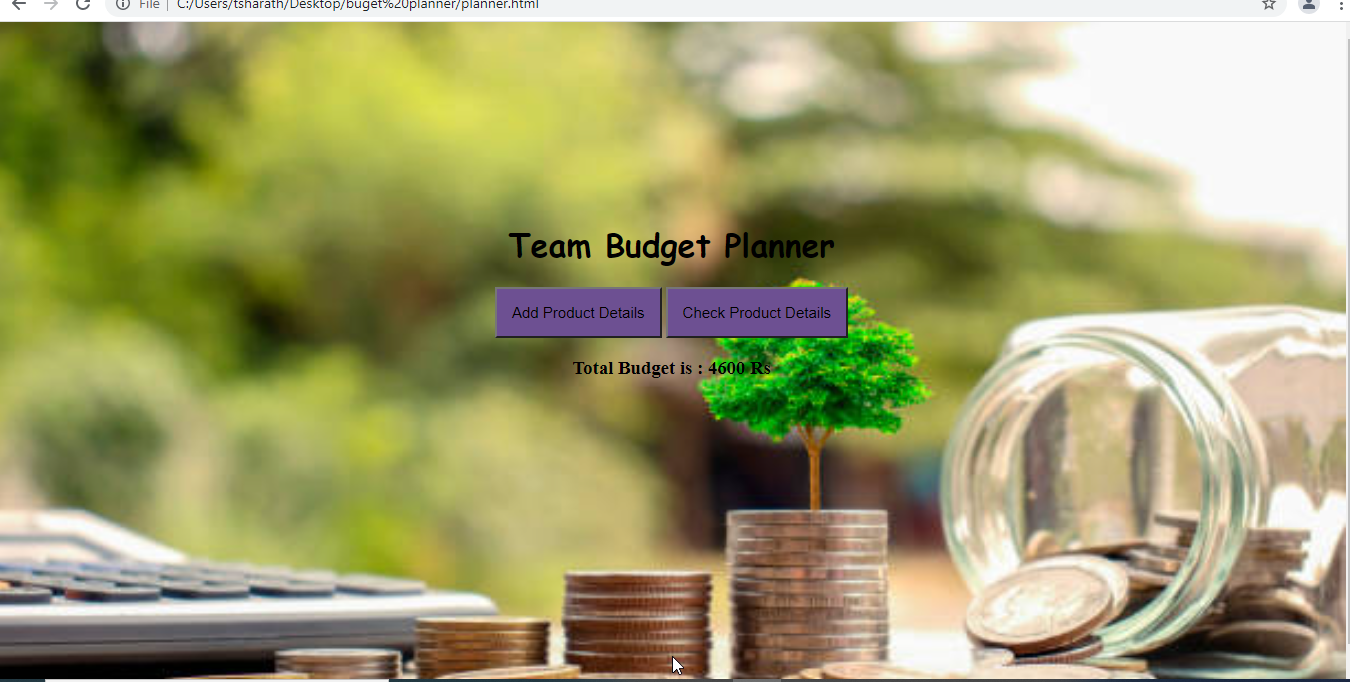 File | C:/Users/tsharath/Desktop/buget%20planner/planner.html
Team Budget Planner
Add Product Details Check Product Details
Total Budget is : 4600 Rs